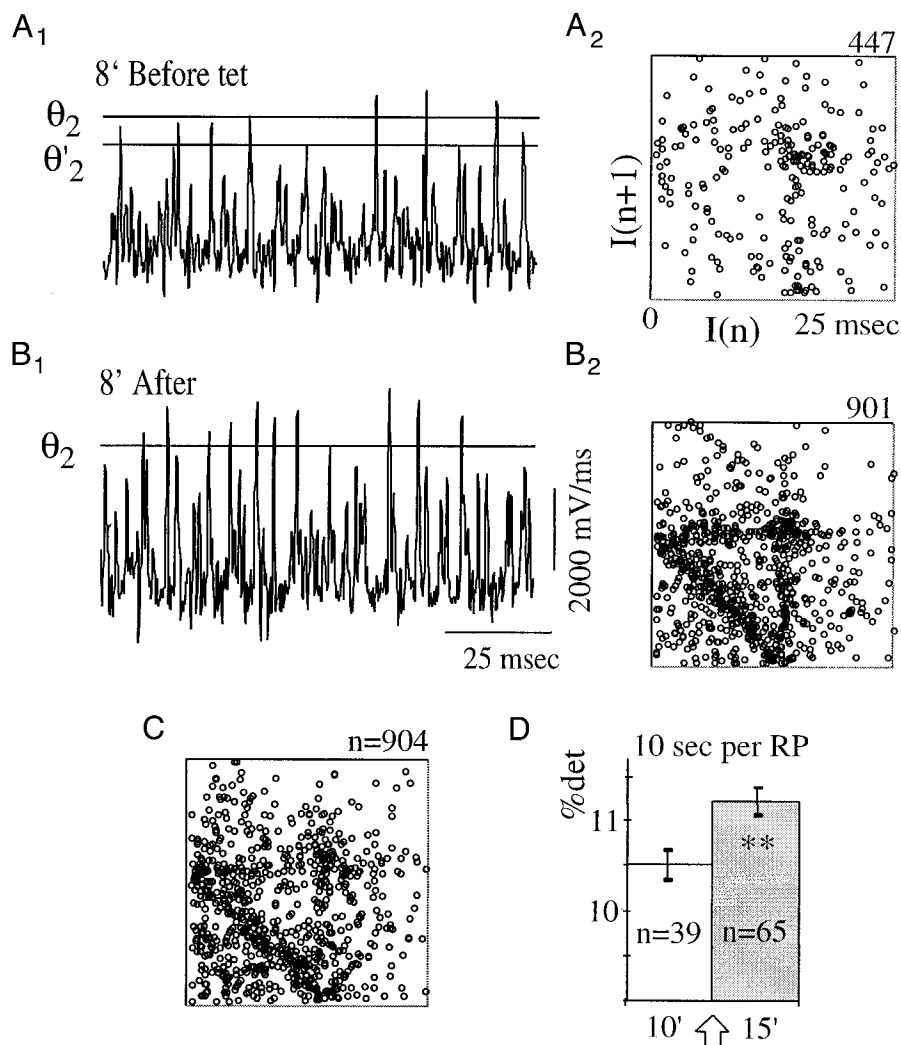 A1
8‘ Before tet
θ2
θ'2
A2
447
I(n+1)
0
I(n)
25 msec
B1
8’ After
θ2
2000 mV/ms
25 msec
B2
901
C
n=904
D
10 sec per RP
%det
11
10
**
n=39
n=65
10'
15'